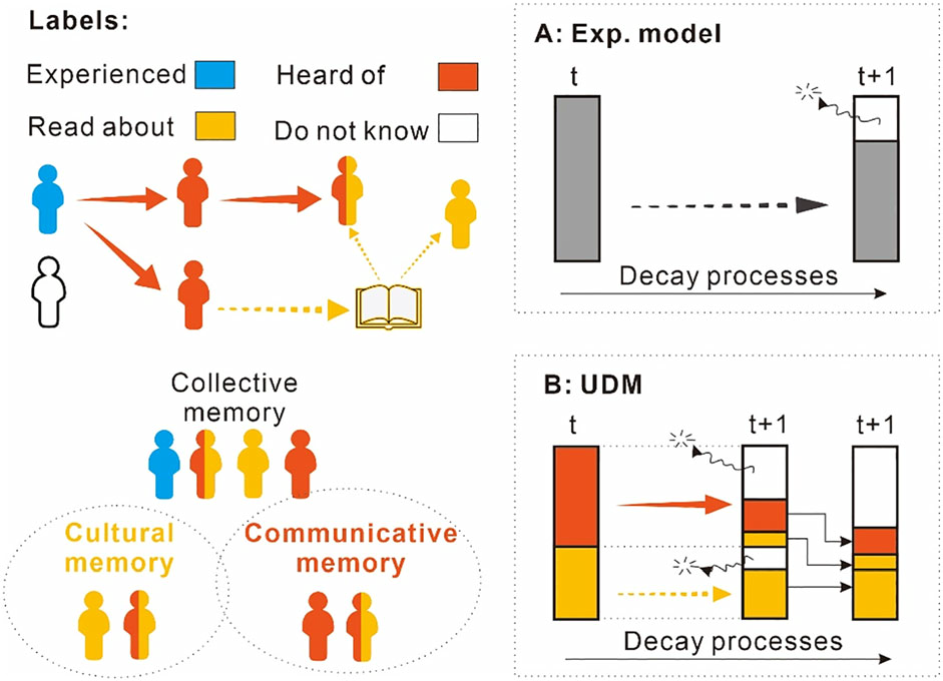 Labels:
Experienced
Heard of
Read about
Do not know
Collective
memory
Cultural
memory
Communicative
memory
A: Exp. model
t
t+1
Decay processes
B: UDM
t
t+1
t+1
Decay processes